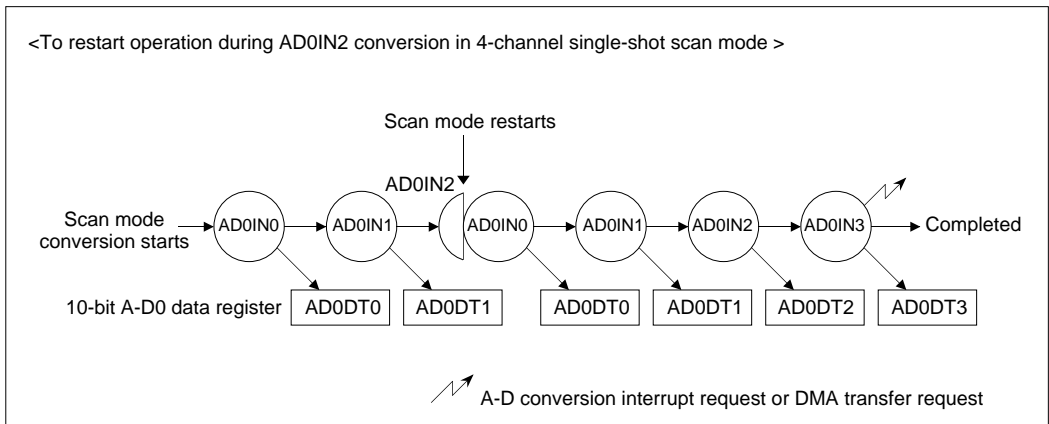 <To restart operation during AD0IN2 conversion in 4-channel single-shot scan mode >
Scan mode restarts
AD0IN2
Scan mode
conversion starts
AD0IN0
AD0IN1
AD0IN0
AD0IN1
AD0IN2
AD0IN3
Completed
10-bit A-D0 data register
AD0DT0
AD0DT1
AD0DT0
AD0DT1
AD0DT2
AD0DT3
A-D conversion interrupt request or DMA transfer request